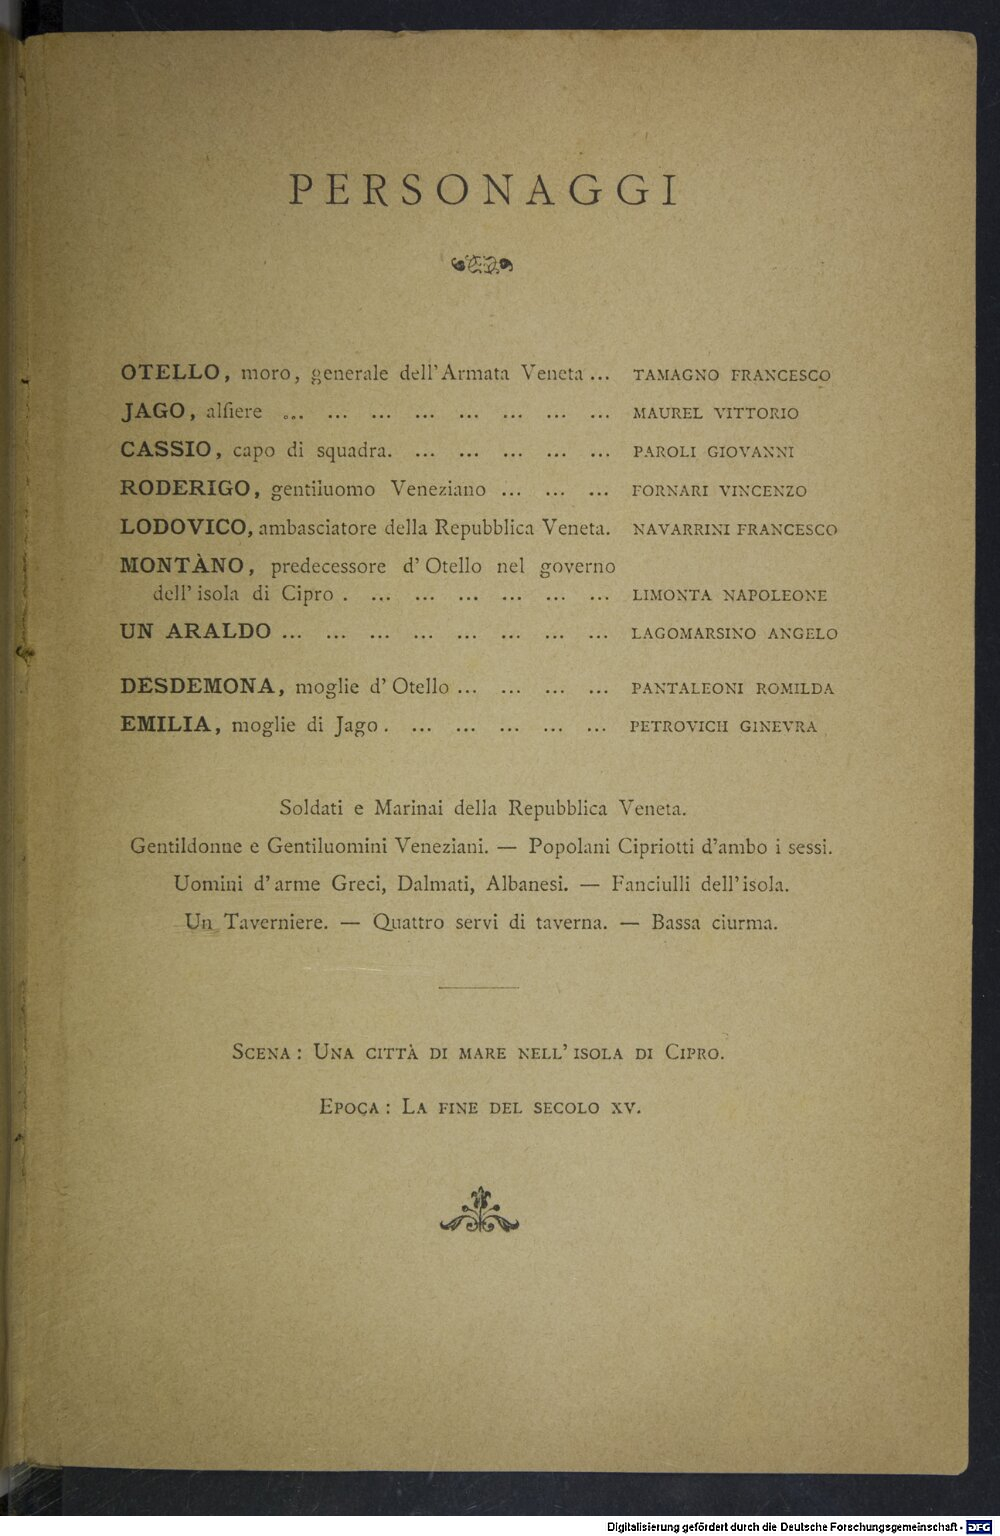 PERSONAGGI
OTELLO, moro, generale dell'Armata Veneta ... TAMAGNO FRANCESCO
JAGO, alfiere ... ... ... ... ... ... ... ... MAUREL VITTORIO
CASSIO, capo di squadra. ... ... ... ... ... PAROLI GIOVANNI
RODERIGO, gentiluomo Veneziano ... ... ... FORNARI VINCENZO
LODOVICO, ambasciatore della Repubblica Veneta. NAVARRINI FRANCESCO
MONTÀNO, predecessore d'Otello nel governo
dell'isola di Cipro . ... ... ... ... ... ... LIMONTA NAPOLEONE
UN ARALDO ... ... ... ... ... ... ... ... LAGOMARSINO ANGELO
DESDEMONA, moglie d'Otello ... ... ... ... PANTALEONI ROMILDA
EMILIA, moglie di Jago . ... ... ... ... ... PETROVICH GINEVRA
Soldati e Marinai della Repubblica Veneta.
Gentildonne e Gentiluomini Veneziani. — Popolani Cipriotti d'ambo i sessi.
Uomini d'arme Greci, Dalmati, Albanesi. — Fanciulli dell'isola.
Un Taverniere. — Quattro servi di taverna. — Bassa ciurma.
SCENA: UNA CITTÀ DI MARE NELL'ISOLA DI CIPRO.
EPOCA: LA FINE DEL SECOLO XV.
Digitalisierung gefördert durch die Deutsche Forschungsgemeinschaft - DFG